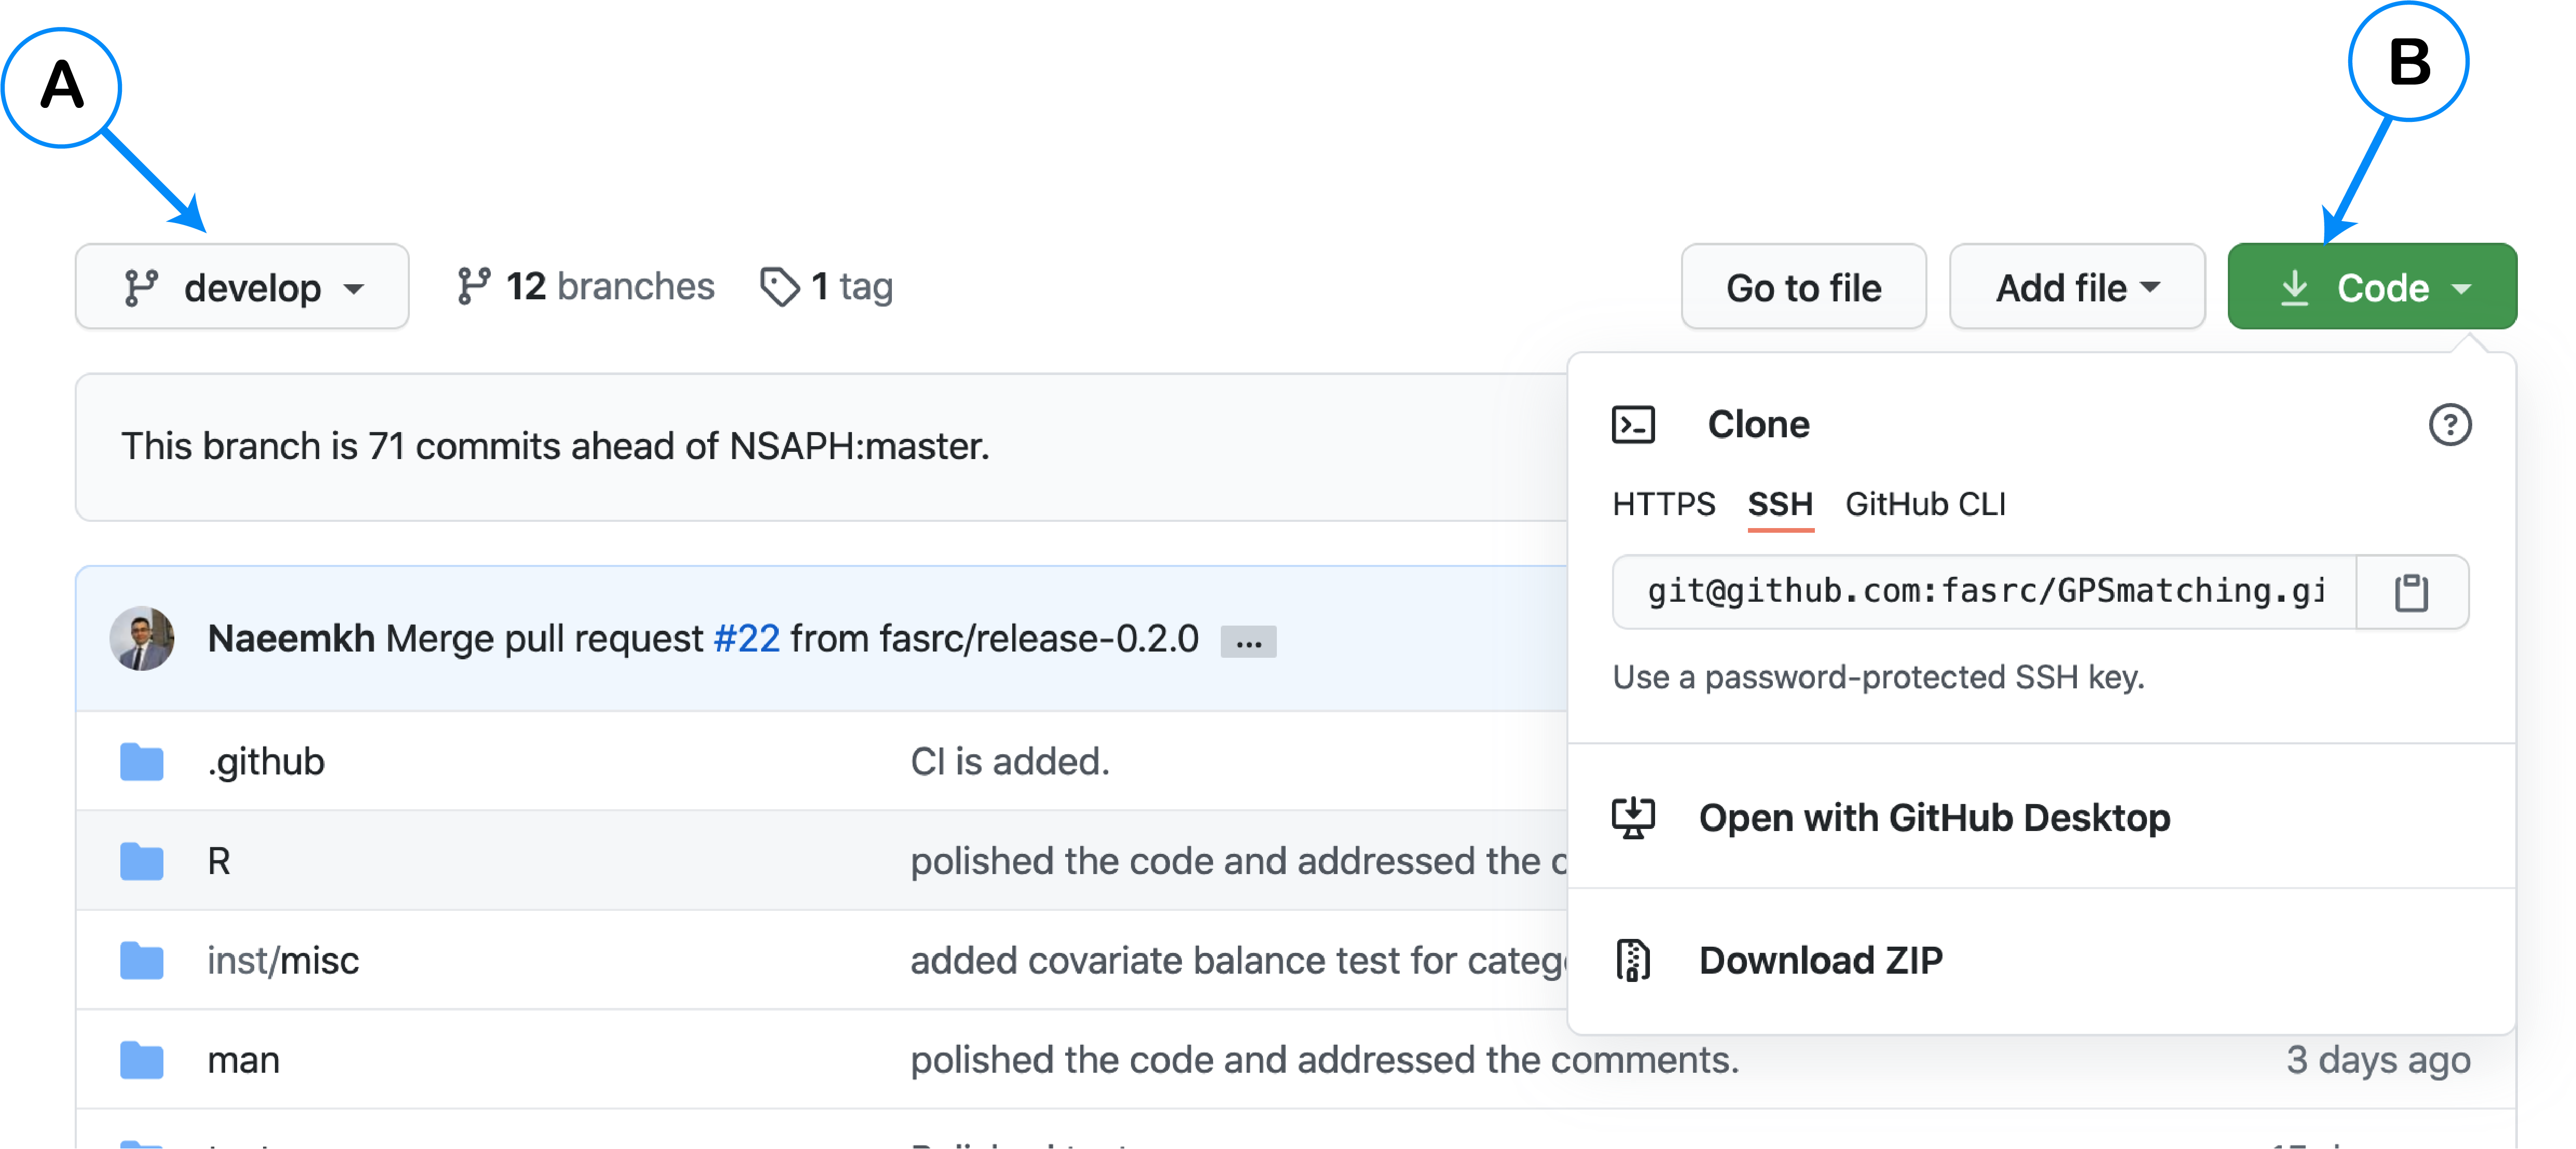 A
B
develop
12 branches
1 tag
Go to file
Add file
Code
This branch is 71 commits ahead of NSAPH:master.
Clone
HTTPS SSH GitHub CLI
git@github.com:fasrc/GPSmatching.gi
Use a password-protected SSH key.
Open with GitHub Desktop
Download ZIP
Naeemkh Merge pull request #22 from fasrc/release-0.2.0 ...
.github CI is added.
R polished the code and addressed the
inst/misc added covariate balance test for
man polished the code and addressed the comments. 3 days ago